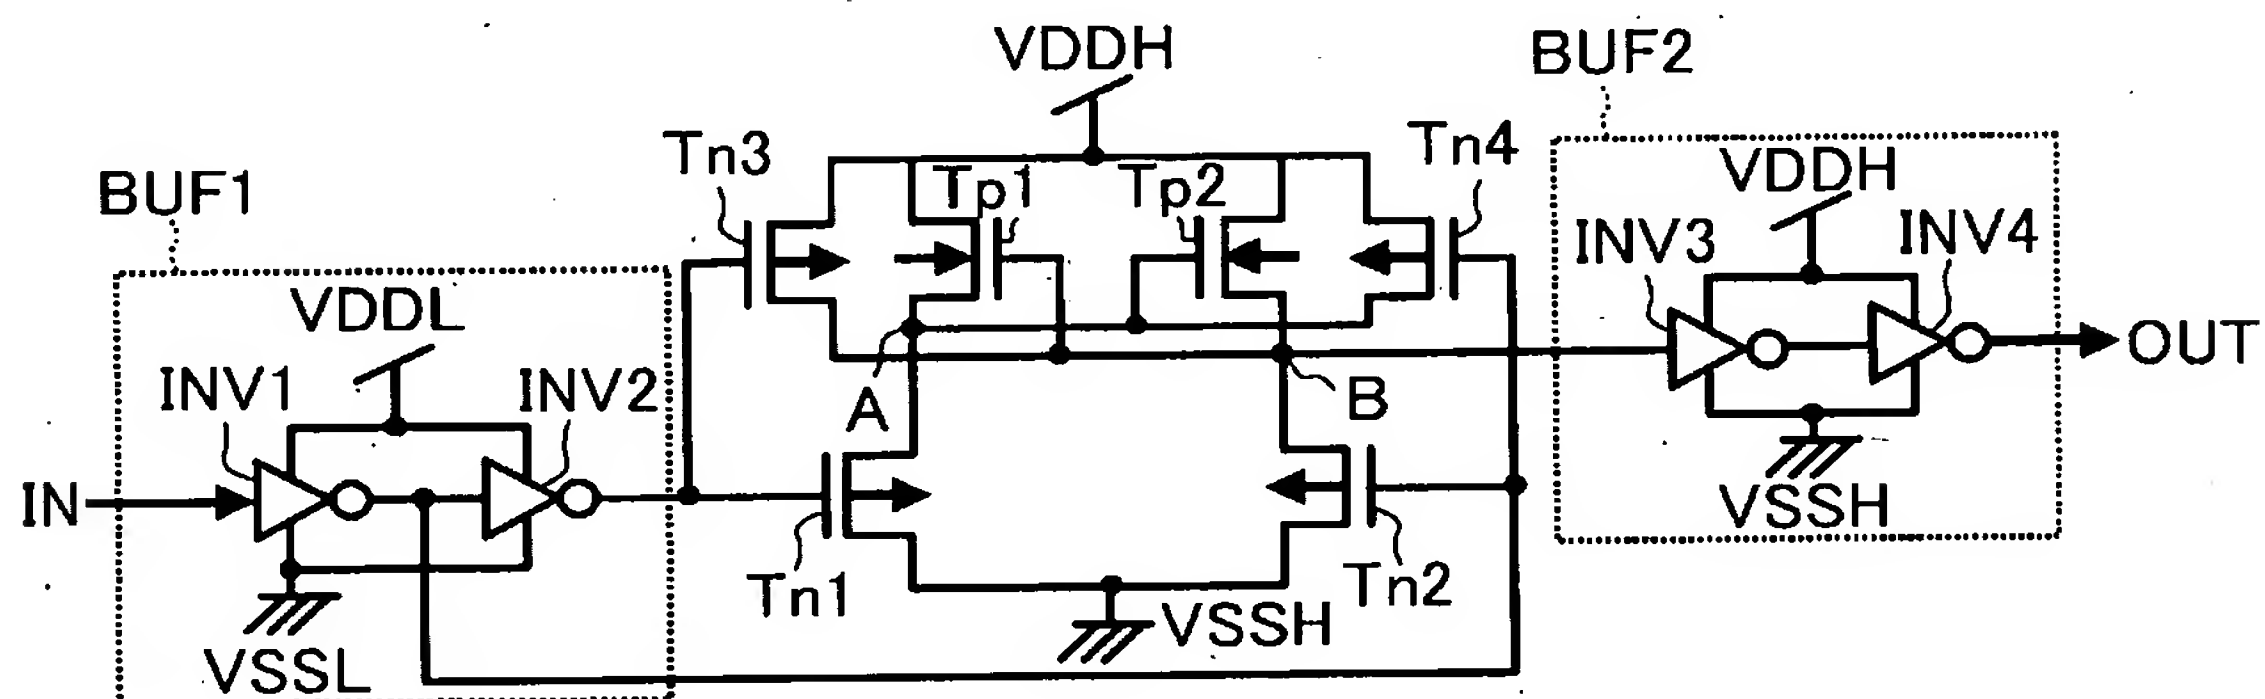 VDDH
BUF2
Tn3
Tn4
Tp1
Tp2
VDDH
BUF1
INV3
INV4
VDDL
OUT
INV1
INV2
A
B
IN
VSSH
Tn1
Tn2
VSSH
VSSL